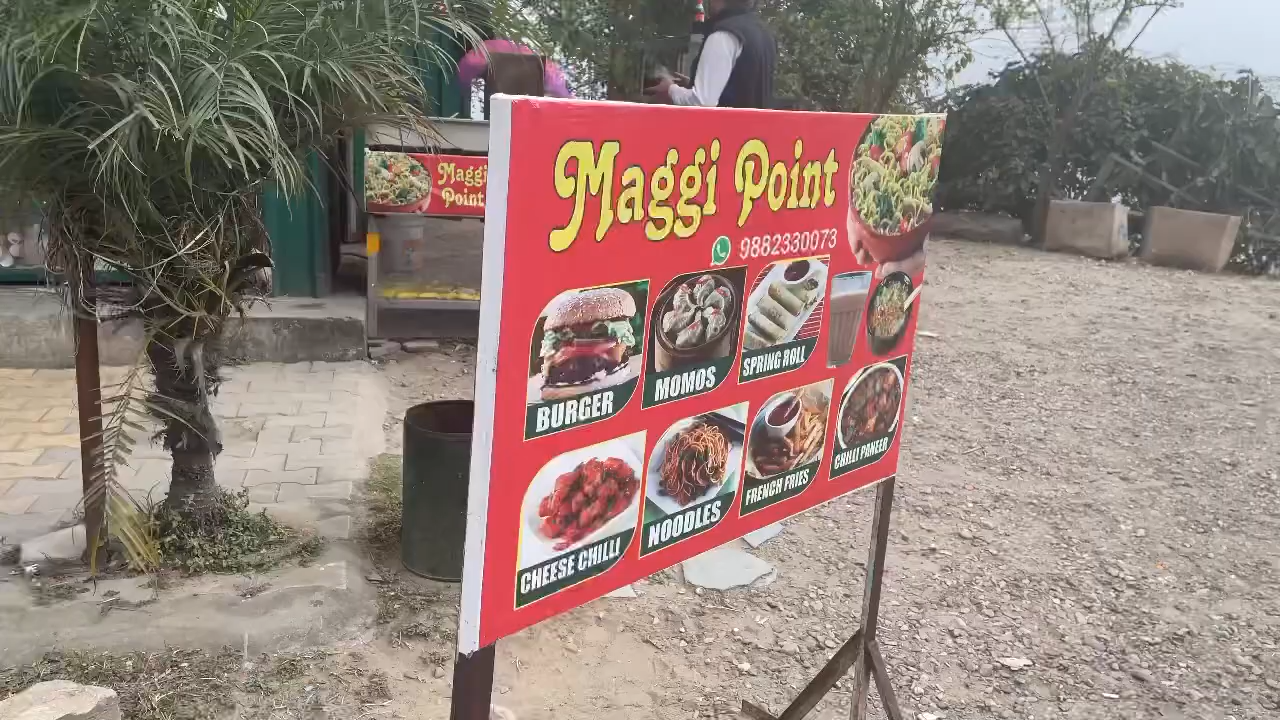 Maggi
Point
Maggi Point
9882330073
BURGER
MOMOS
SPRING ROLL
CHEESE CHILLI
NOODLES
FRENCH FRIES
CHILLI PANEER